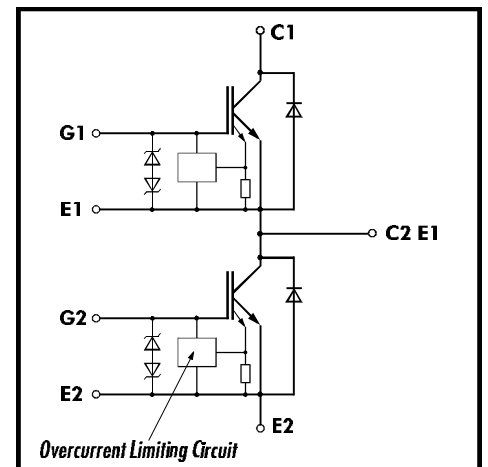 C1
G1
E1
C2 E1
G2
E2
E2
Overcurrent Limiting Circuit